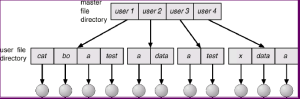 master
file
directory
user 1 user 2 user 3 user 4
user file
directory
cat bo a test a data a test x data a